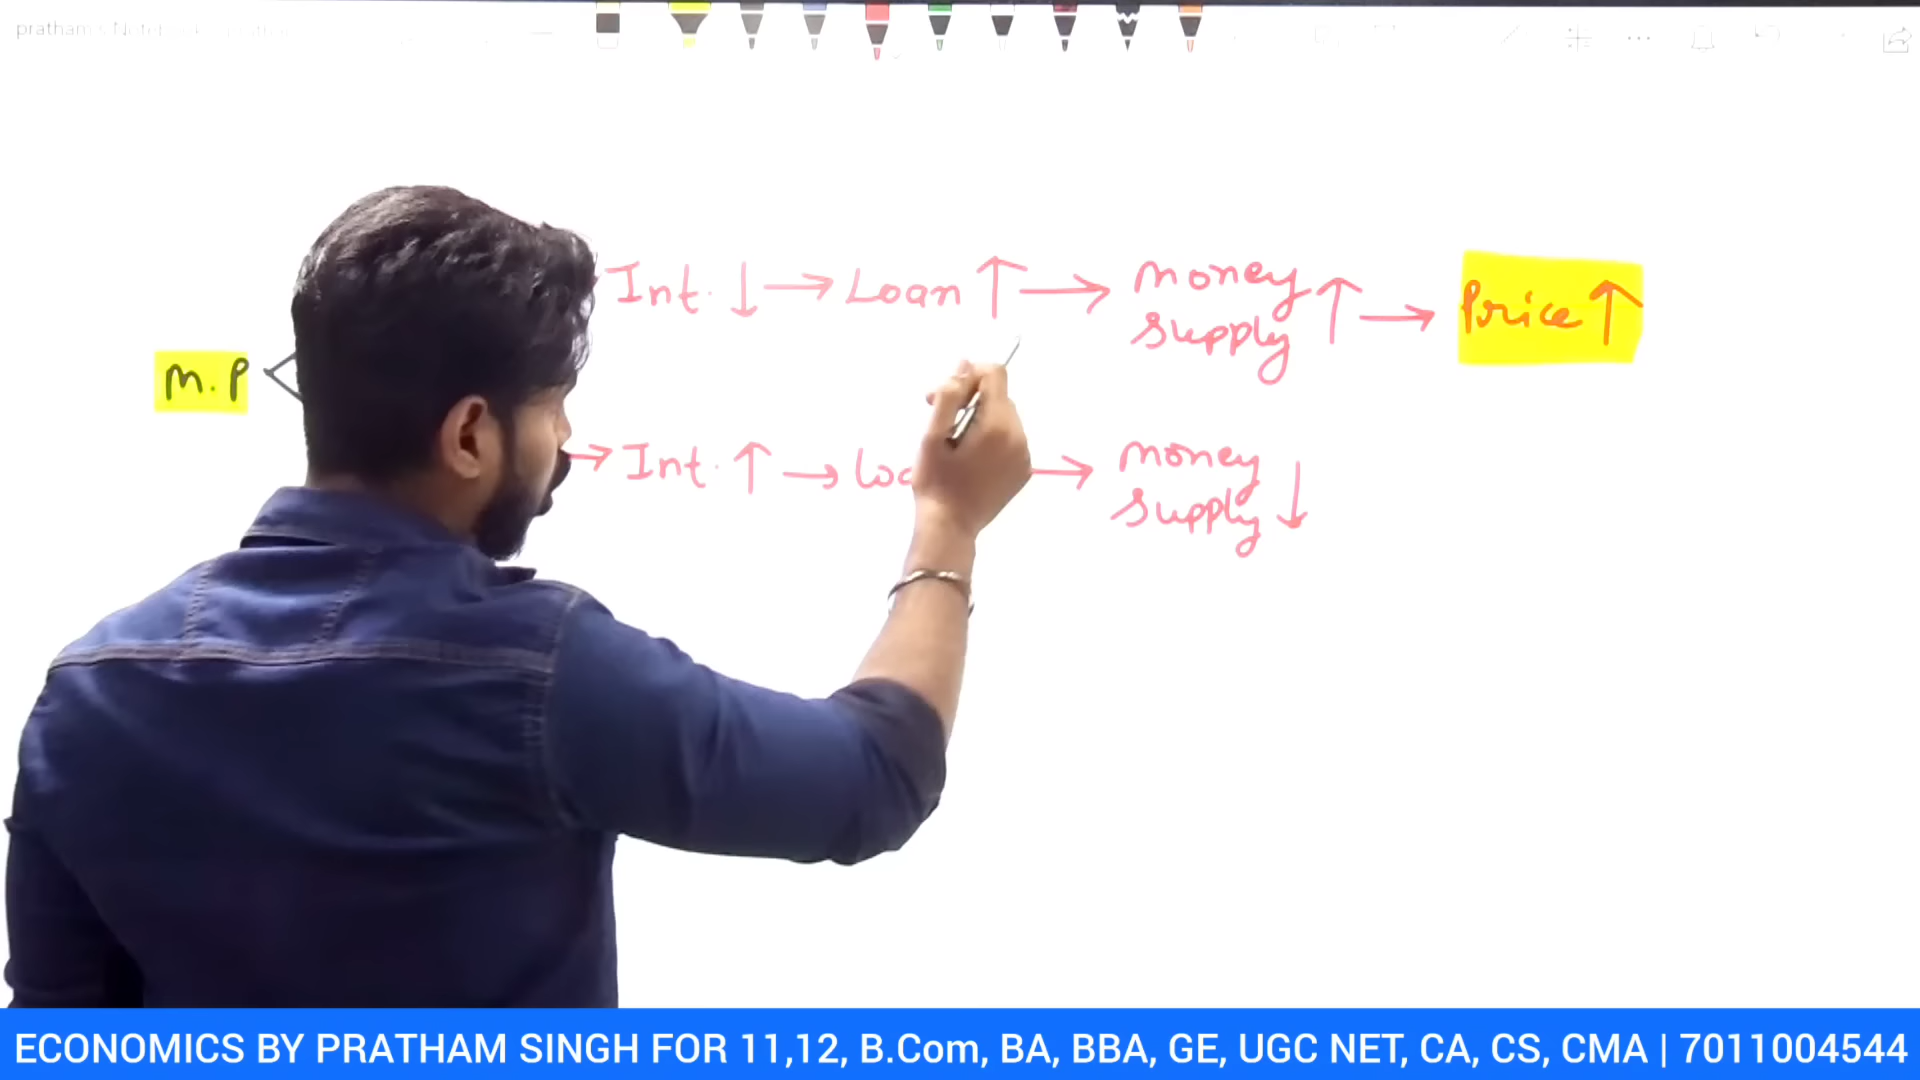 Int. ↓ → Loan ↑ → money supply ↑ → Price ↑
M.P
→ Int. ↑ → → money supply ↓
ECONOMICS BY PRATHAM SINGH FOR 11,12, B.Com, BA, BBA, GE, UGC NET, CA, CS, CMA | 7011004544